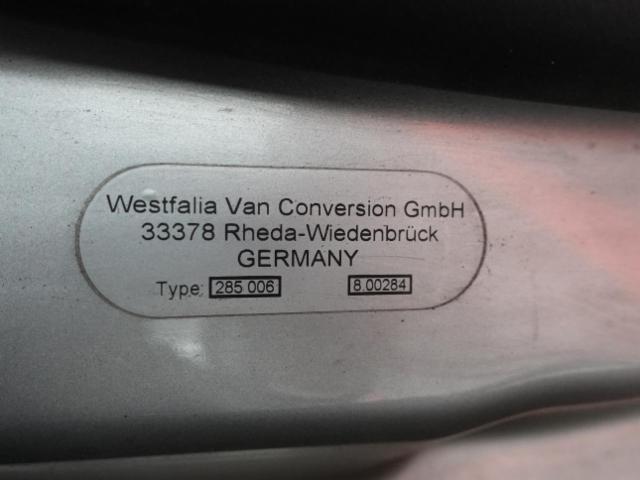 Westfalia Van Conversion GmbH
33378 Rheda-Wiedenbrück
GERMANY
Type: 285 006 8.00284